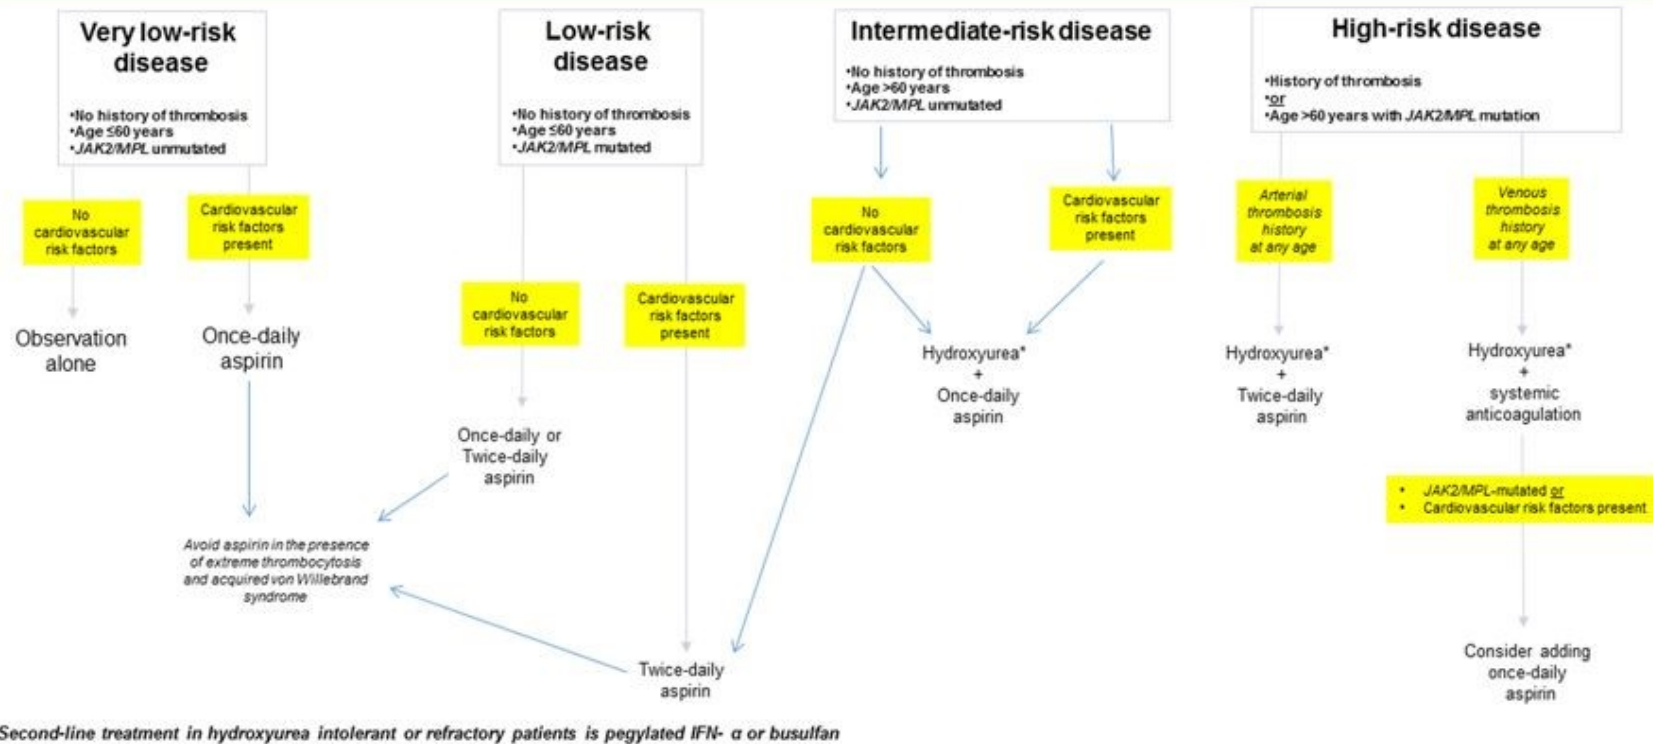 Very low-risk
disease
•No history of thrombosis
•Age ≤60 years
•JAK2/MPL unmutated
No
cardiovascular
risk factors
Cardiovascular
risk factors
present
Observation
alone
Once-daily
aspirin
Low-risk
disease
•No history of thrombosis
•Age ≤60 years
•JAK2/MPL mutated
No
cardiovascular
risk factors
Cardiovascular
risk factors
present
Once-daily or
Twice-daily
aspirin
Avoid aspirin in the presence
of extreme thrombocytosis
and acquired von Willebrand
syndrome
Twice-daily
aspirin
Intermediate-risk disease
•No history of thrombosis
•Age >60 years
•JAK2/MPL unmutated
No
cardiovascular
risk factors
Cardiovascular
risk factors
present
Hydroxyurea*
+
Once-daily
aspirin
High-risk disease
•History of thrombosis
•or
•Age >60 years with JAK2/MPL mutation
Arterial
thrombosis
history
at any age
Venous
thrombosis
history
at any age
Hydroxyurea*
+
Twice-daily
aspirin
Hydroxyurea*
+
systemic
anticoagulation
• JAK2/MPL-mutated or
• Cardiovascular risk factors present
Consider adding
once-daily
aspirin
Second-line treatment in hydroxyurea intolerant or refractory patients is pegylated IFN- α or busulfan